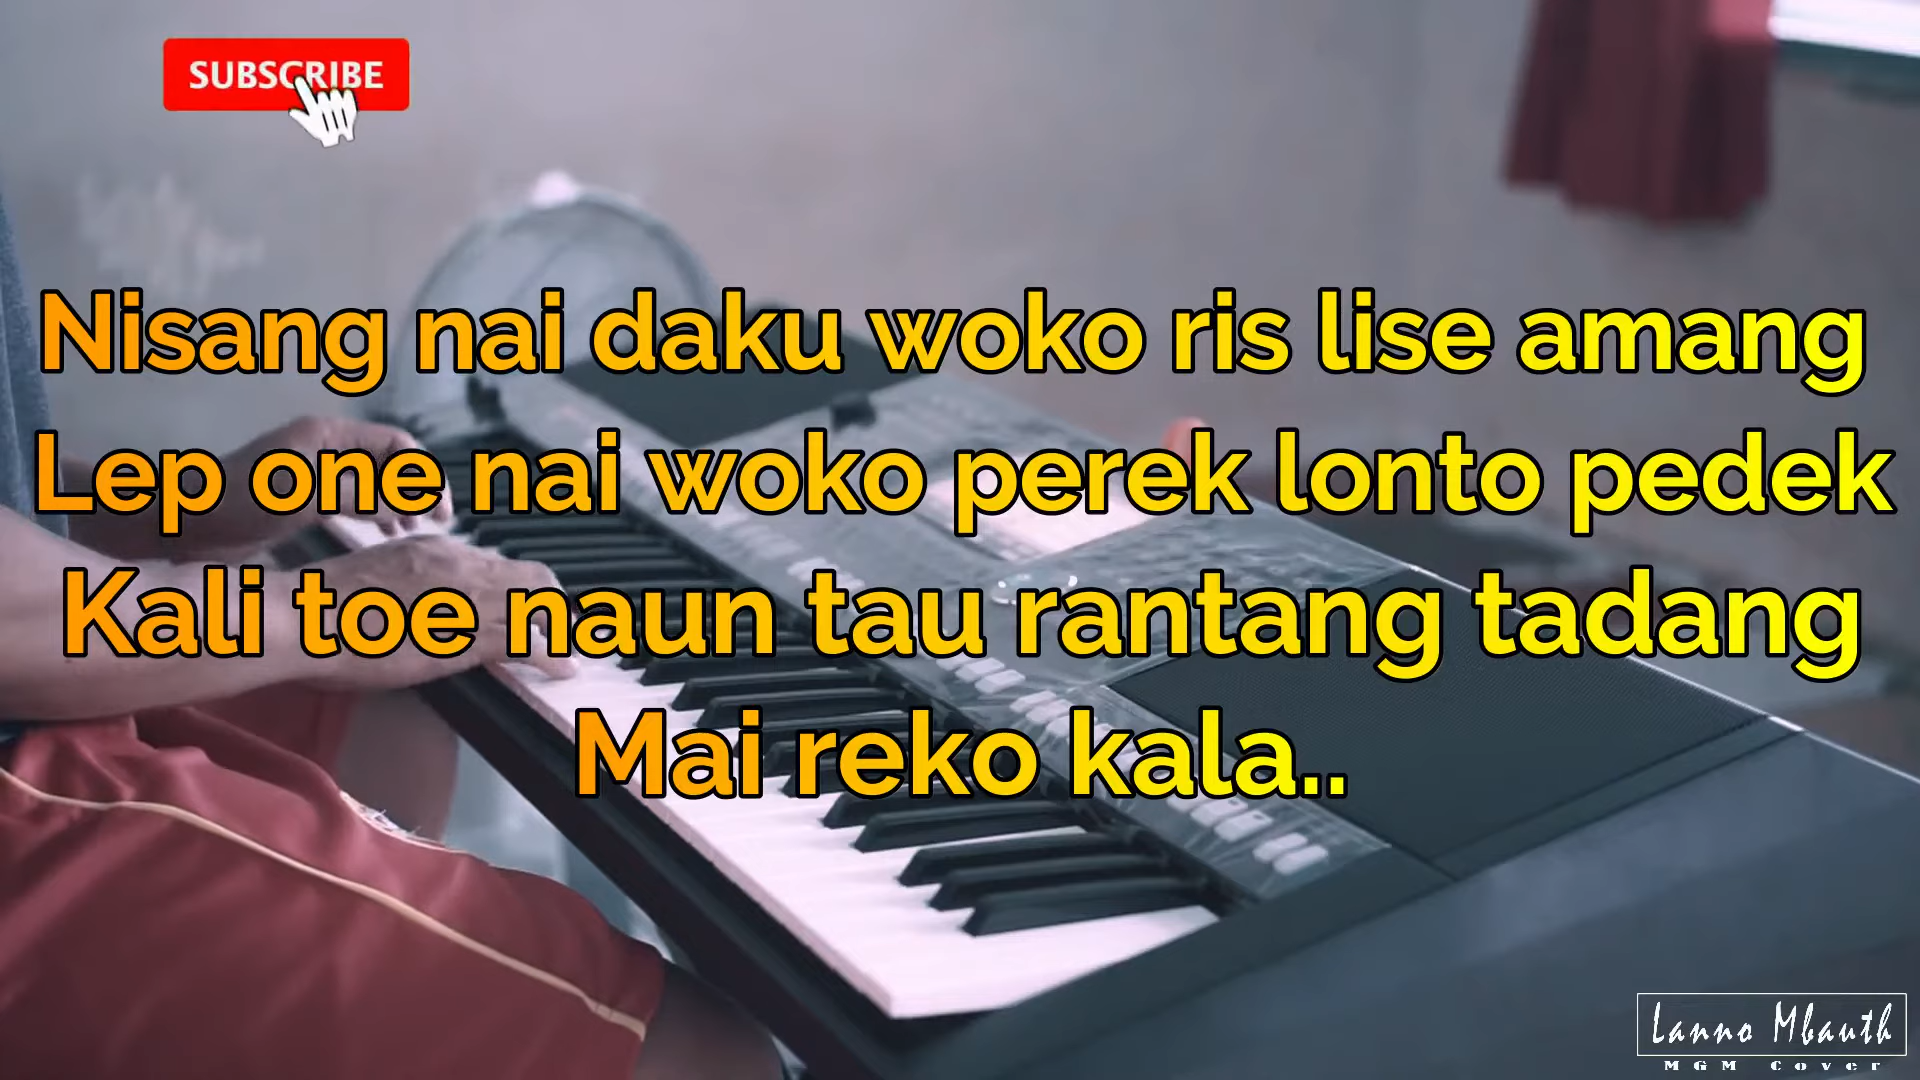 SUBSCRIBE
Nisang nai daku woko ris lise amang
Lep one nai woko perek lonto pedek
Kali toe naun tau rantang tadang
Mai reko kala..
Lanno Mbauth
MGM Cover